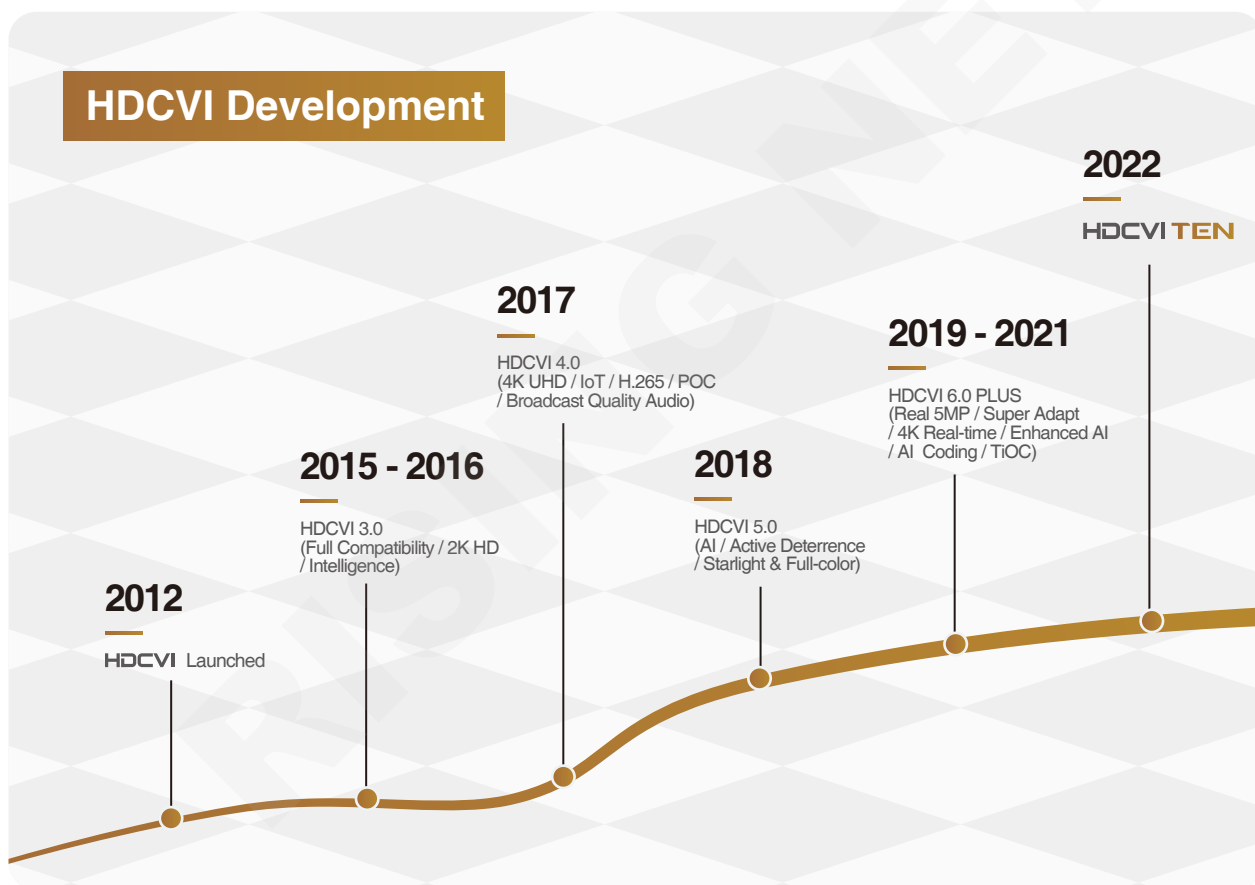 HDCVI Development
2012
HDCVI Launched
2015 - 2016
HDCVI 3.0
(Full Compatibility / 2K HD
/ Intelligence)
2017
HDCVI 4.0
(4K UHD / IoT / H.265 / POC
/ Broadcast Quality Audio)
2018
HDCVI 5.0
(AI / Active Deterrence
/ Starlight & Full-color)
2019 - 2021
HDCVI 6.0 PLUS
(Real 5MP / Super Adapt
/ 4K Real-time / Enhanced AI
/ AI Coding / TiOC)
2022
HDCVI TEN
RISING